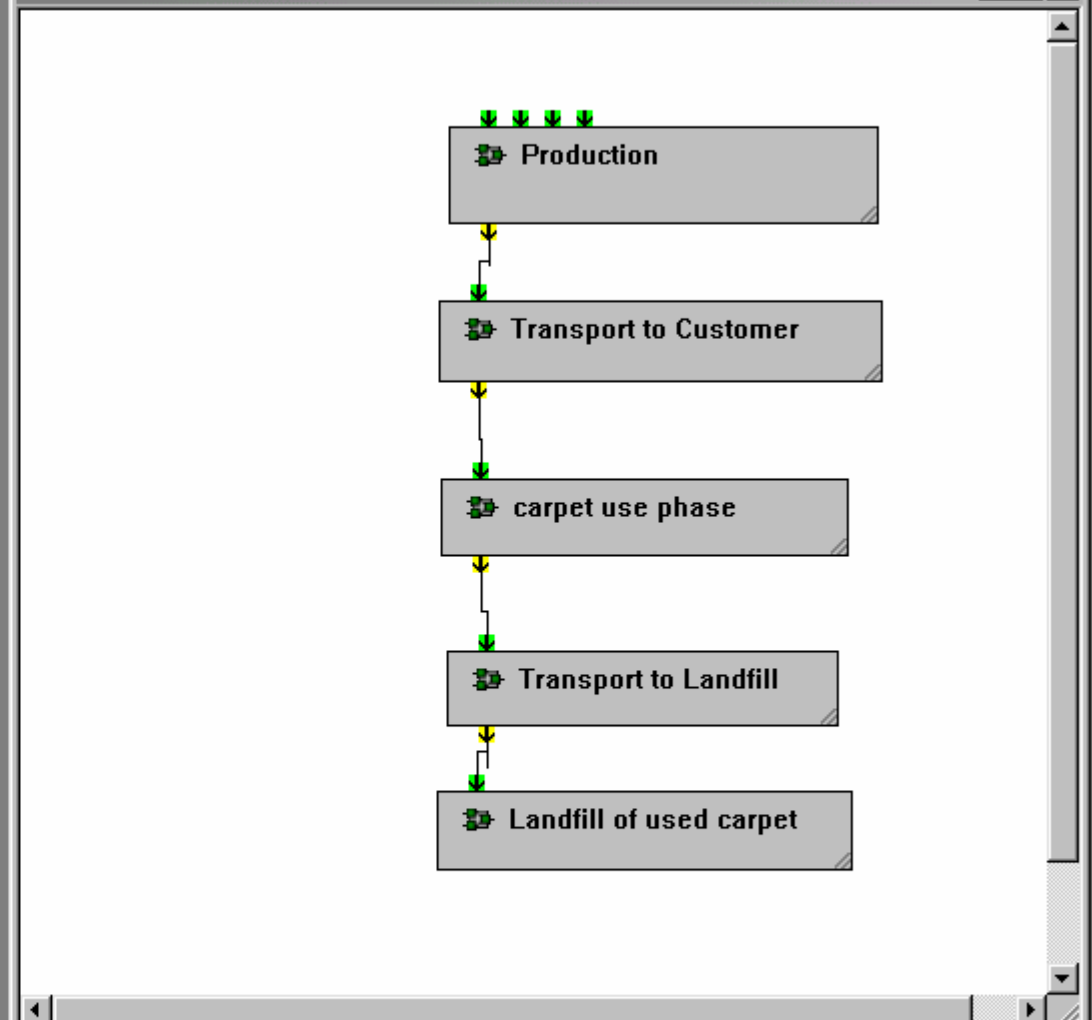 Production
Transport to Customer
carpet use phase
Transport to Landfill
Landfill of used carpet